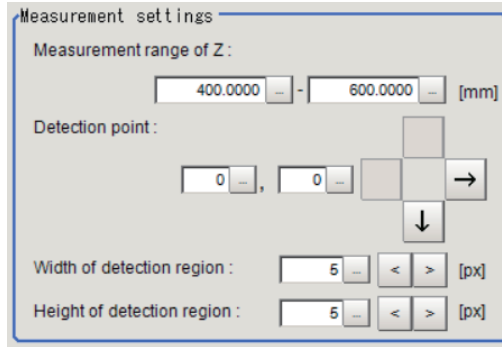 Measurement settings
Measurement range of Z :
400.0000 ... - 600.0000 ... [mm]
Detection point :
0 ... , 0 ... →
↓
Width of detection region : 5 ... < > [px]
Height of detection region : 5 ... < > [px]